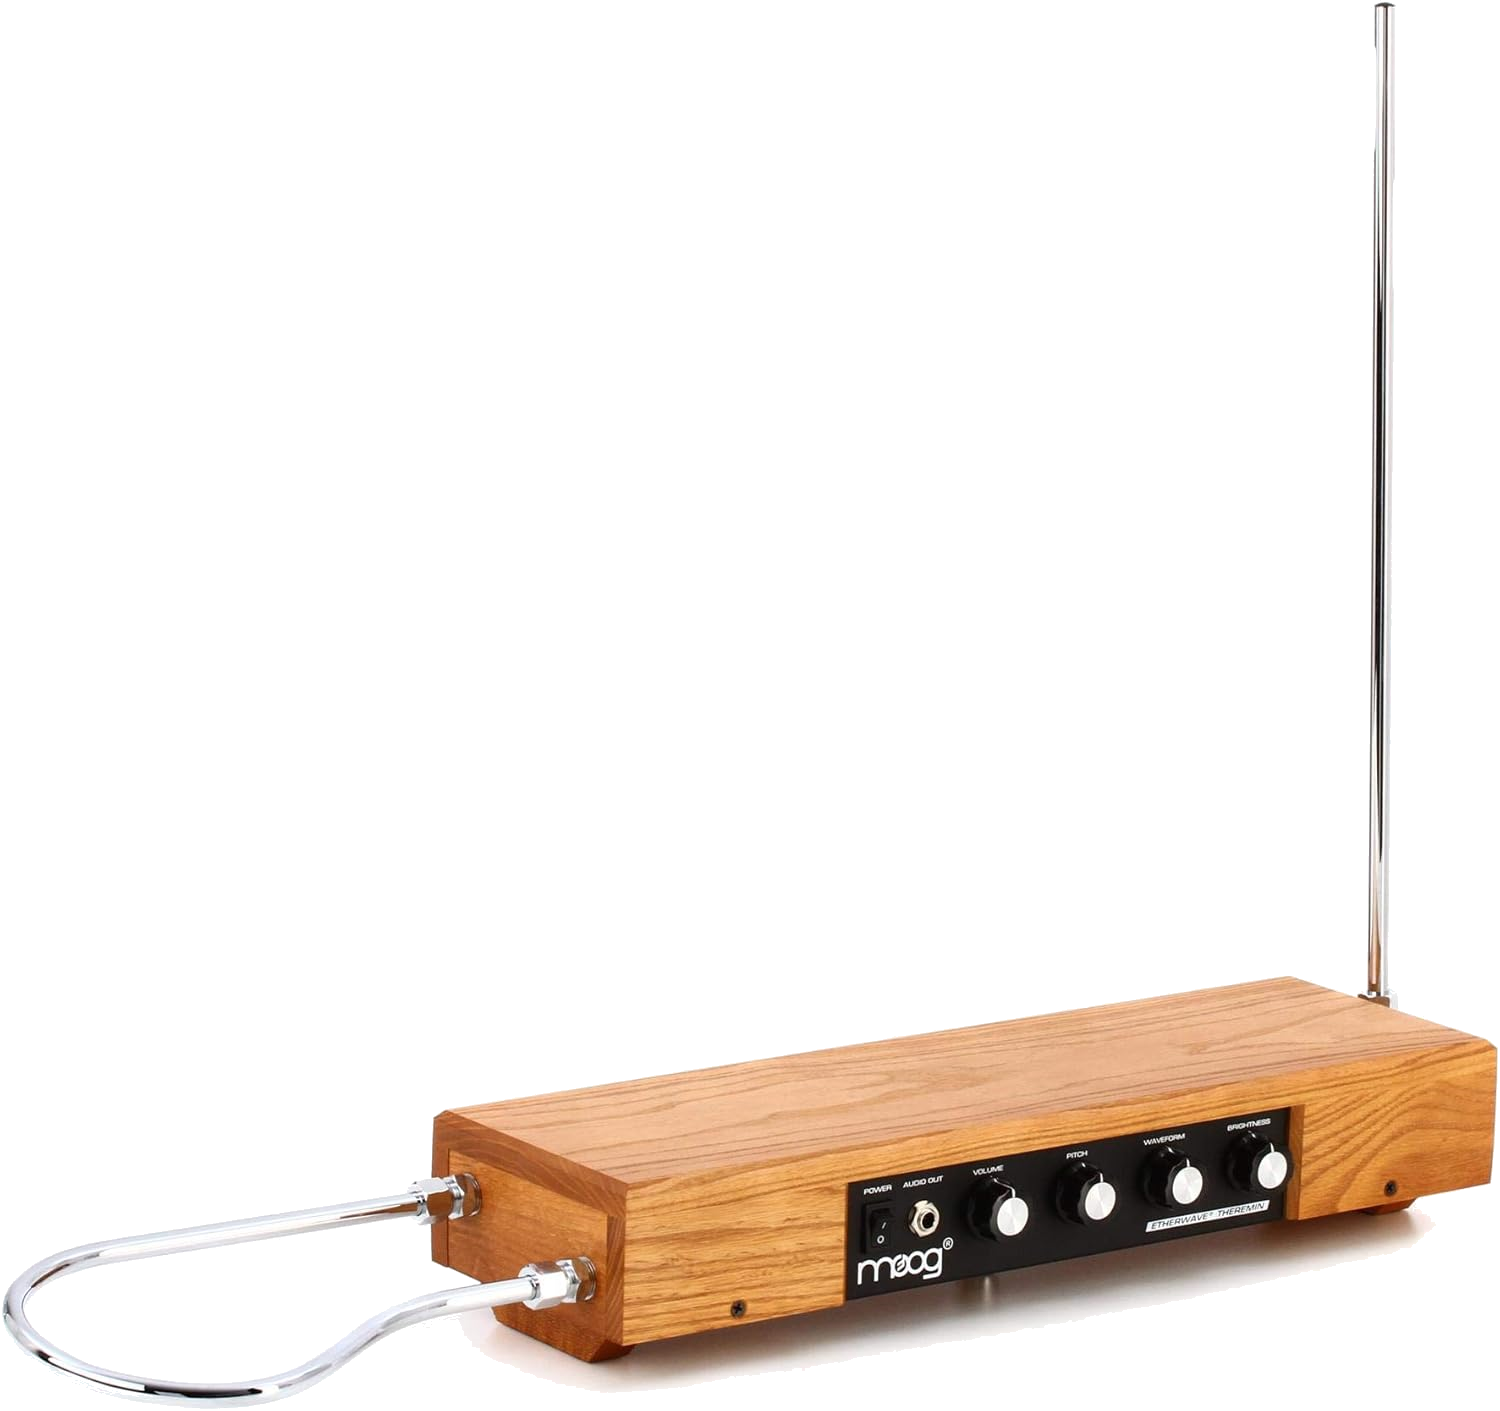 POWER
AUDIO OUT
VOLUME
PITCH
WAVEFORM
BRIGHTNESS
/
O
moog®
ETHERWAVE® THEREMIN